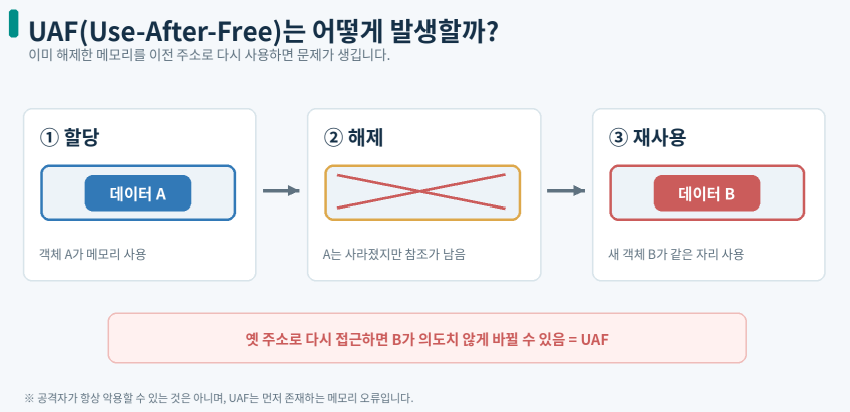 UAF(Use-After-Free)는 어떻게 발생할까?
이미 해제한 메모리를 이전 주소로 다시 사용하면 문제가 생깁니다.
① 할당
데이터 A
객체 A가 메모리 사용
② 해제
A는 사라졌지만 참조가 남음
③ 재사용
데이터 B
새 객체 B가 같은 자리 사용
옛 주소로 다시 접근하면 B가 의도치 않게 바뀔 수 있음 = UAF
※ 공격자가 항상 악용할 수 있는 것은 아니며, UAF는 먼저 존재하는 메모리 오류입니다.